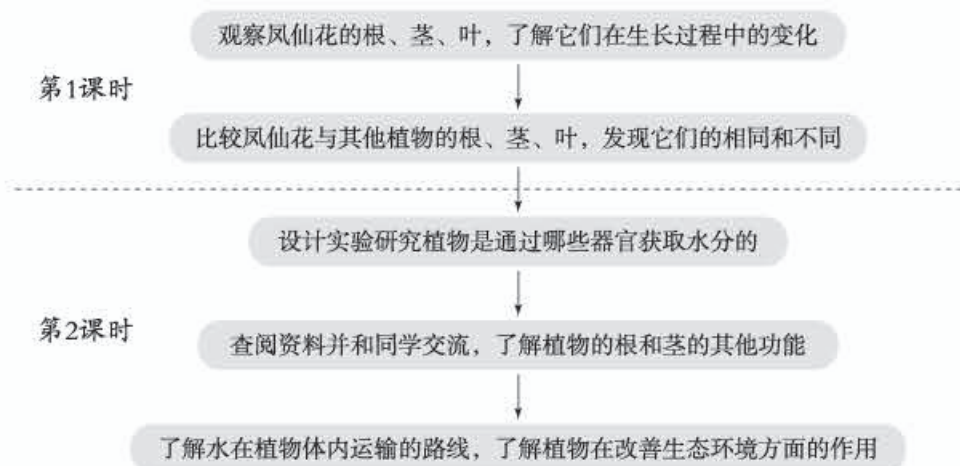 观察凤仙花的根、茎、叶，了解它们在生长过程中的变化
第1课时
比较凤仙花与其他植物的根、茎、叶，发现它们的相同和不同
设计实验研究植物是通过哪些器官获取水分的
第2课时
查阅资料并和同学交流，了解植物的根和茎的其他功能
了解水在植物体内运输的路线，了解植物在改善生态环境方面的作用